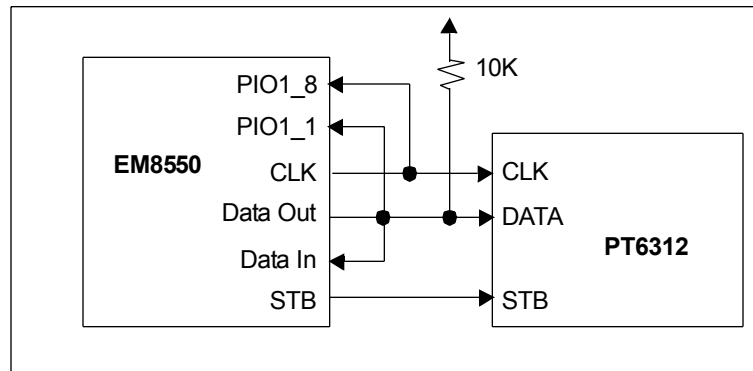 10K
PIO1_8
PIO1_1
EM8550
CLK
CLK
Data Out
DATA
PT6312
Data In
STB
STB